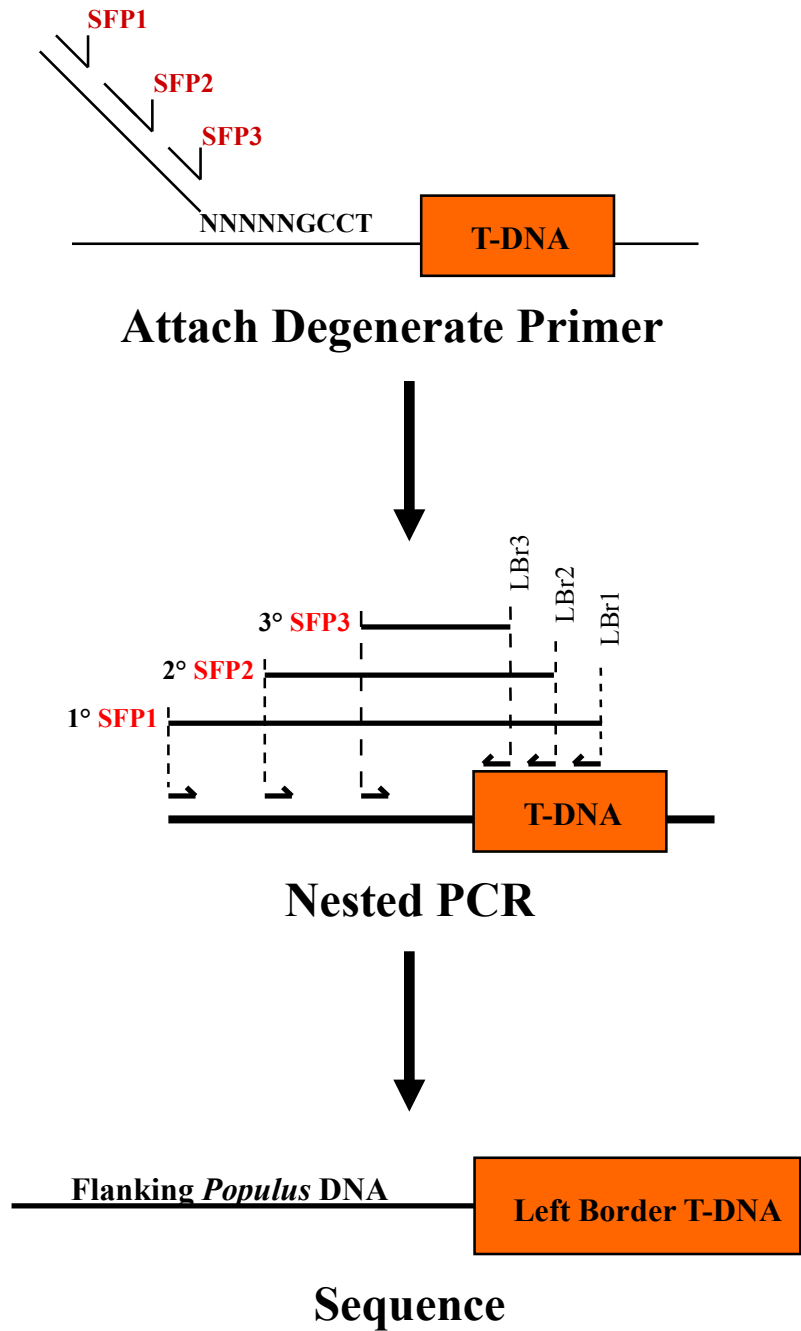 SFP1
SFP2
SFP3
NNNNNGCCT
T-DNA
Attach Degenerate Primer
LBr3
LBr2
LBr1
3° SFP3
2° SFP2
1° SFP1
T-DNA
Nested PCR
Flanking Populus DNA
Left Border T-DNA
Sequence